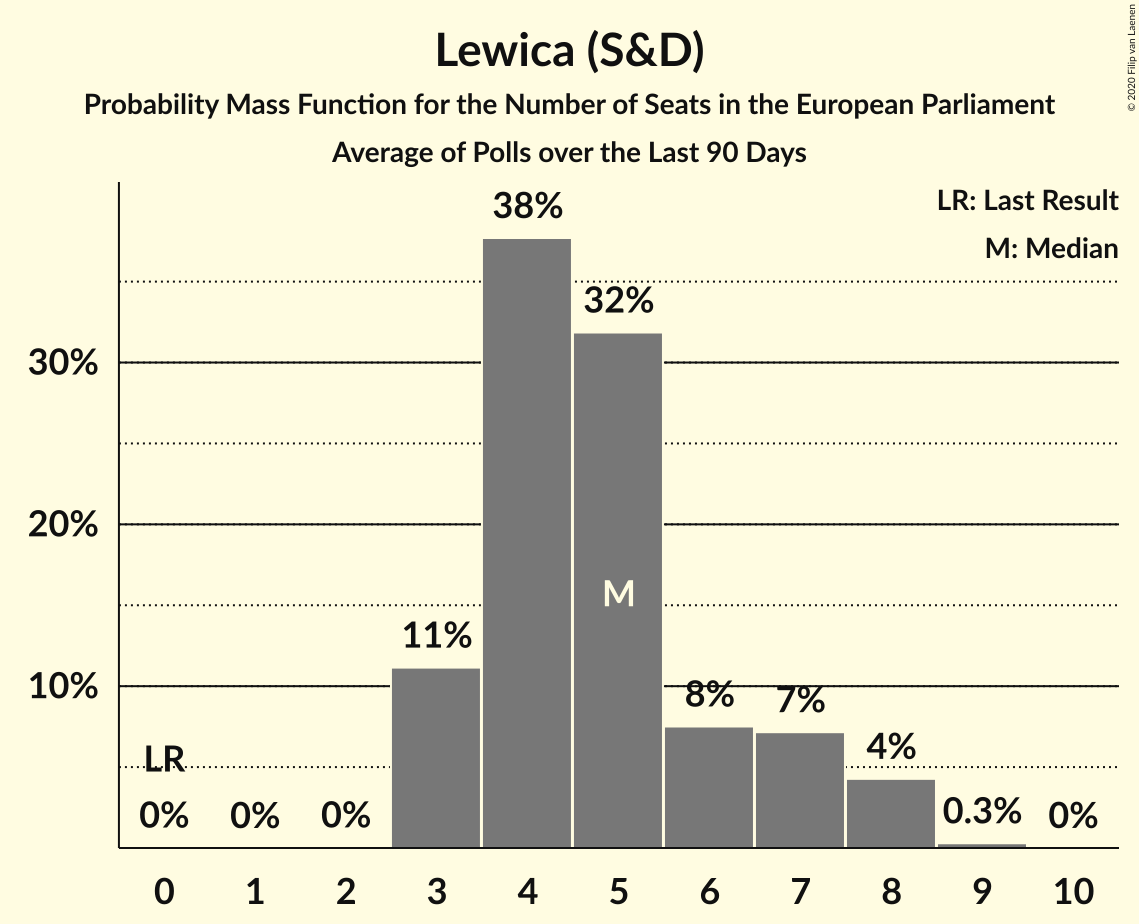 Lewica (S&D)
Probability Mass Function for the Number of Seats in the European Parliament
Average of Polls over the Last 90 Days
© 2020 Filip van Laenen
LR: Last Result
M: Median
38%
32%
30%
20%
M
11%
10%
8%
7%
4%
LR
0%
0%
0%
0.3%
0%
0 1 2 3 4 5 6 7 8 9 10